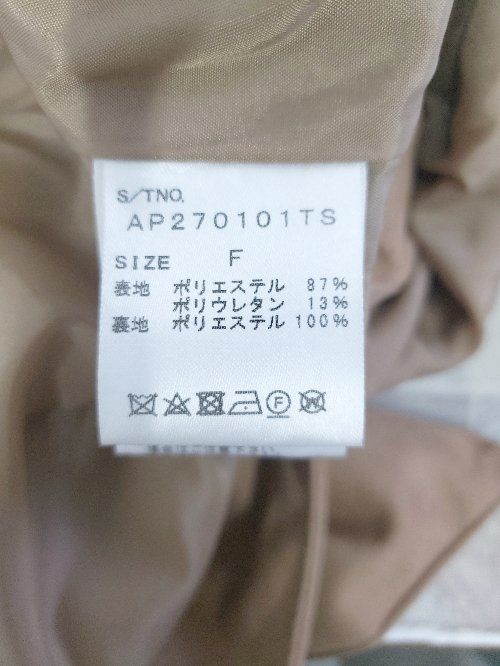 S/TNO.
AP270101TS
SIZE F
表地 ポリエステル 87%
ポリウレタン 13%
裏地 ポリエステル 100%
F
W